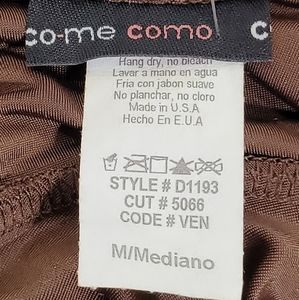 co-me como
Hang dry, no bleach
Lavar a mano en agua
Fria con jabon suave
No planchar, no cloro
Made in U.S.A
Hecho En E.U.A
STYLE # D1193
CUT # 5066
CODE # VEN
M/Mediano